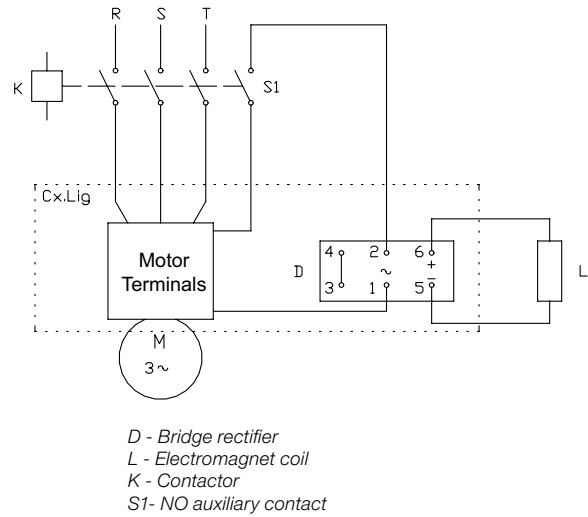 R S T
K
S1
Cx.Lig
Motor
Terminals
D
4 2 6
~ +
3 1 5 –
L
M
3~
D - Bridge rectifier
L - Electromagnet coil
K - Contactor
S1- NO auxiliary contact